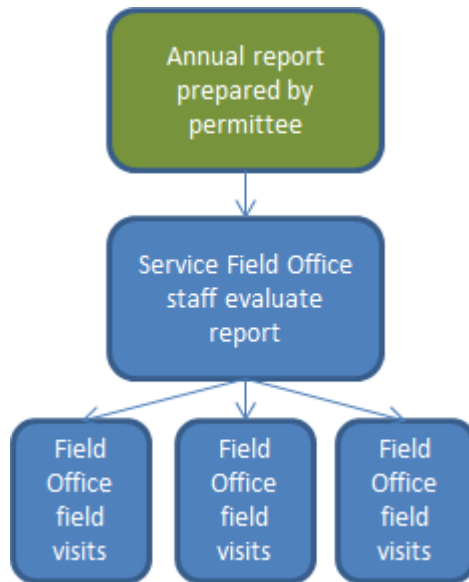 Annual report
prepared by
permittee
Service Field Office
staff evaluate
report
Field
Office
field
visits
Field
Office
field
visits
Field
Office
field
visits